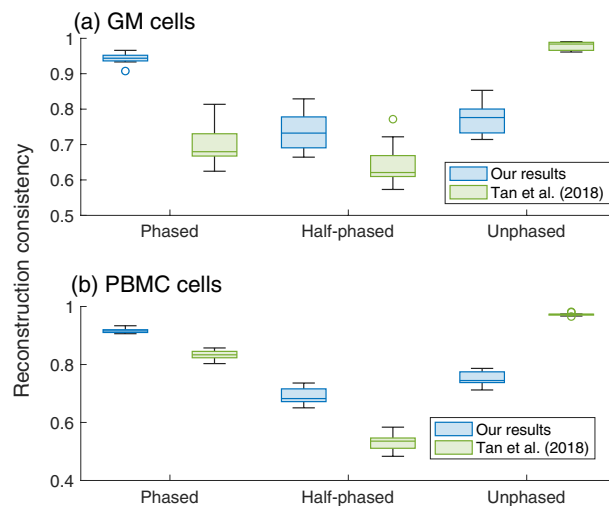 (a) GM cells
1
0.9
0.8
0.7
0.6
0.5
Phased Half-phased Unphased
Our results
Tan et al. (2018)
Reconstruction consistency
(b) PBMC cells
1
0.8
0.6
0.4
Phased Half-phased Unphased
Our results
Tan et al. (2018)